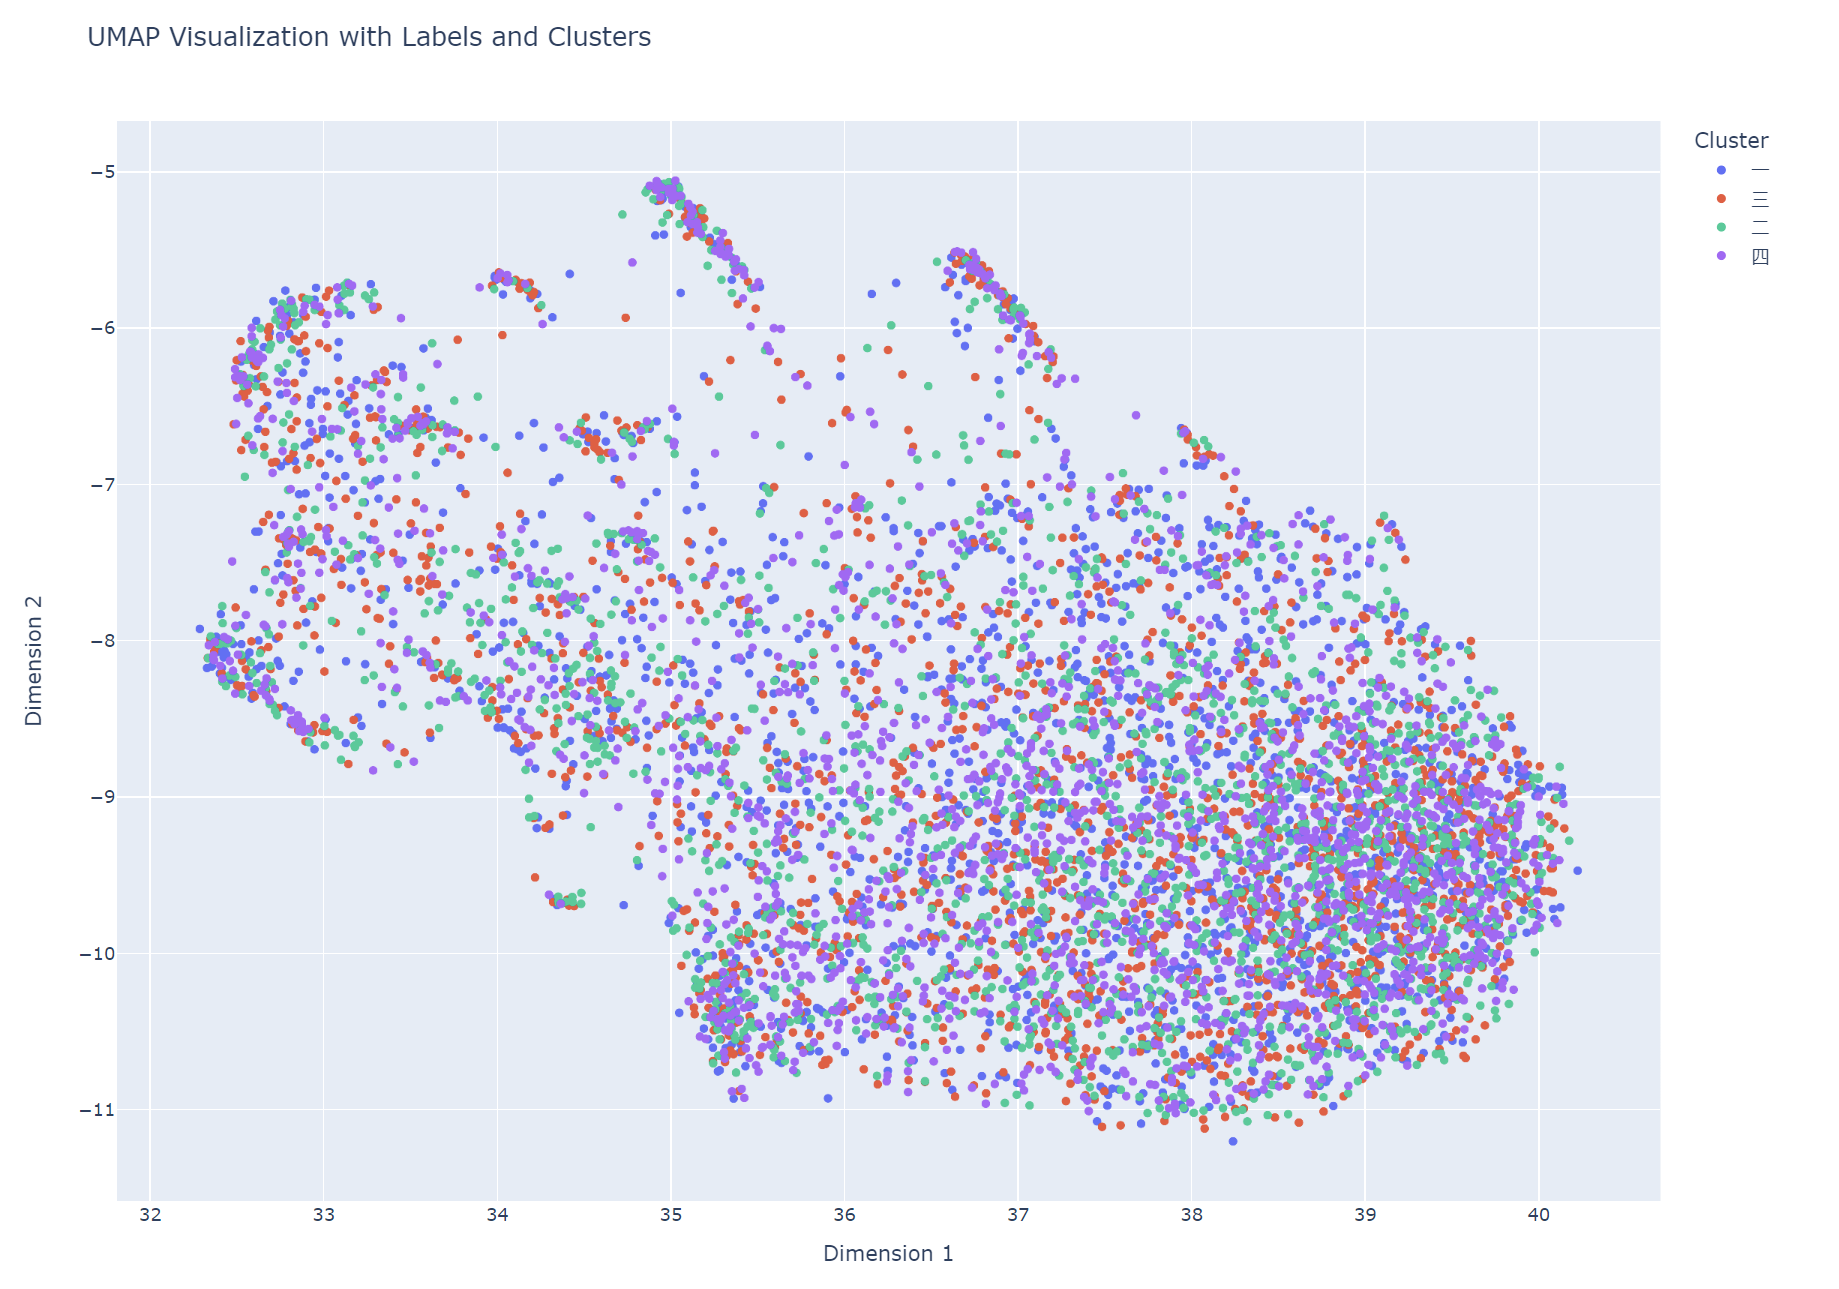 UMAP Visualization with Labels and Clusters
Cluster
一
三
二
四
−5
−6
−7
−8
−9
−10
−11
Dimension 2
32 33 34 35 36 37 38 39 40
Dimension 1